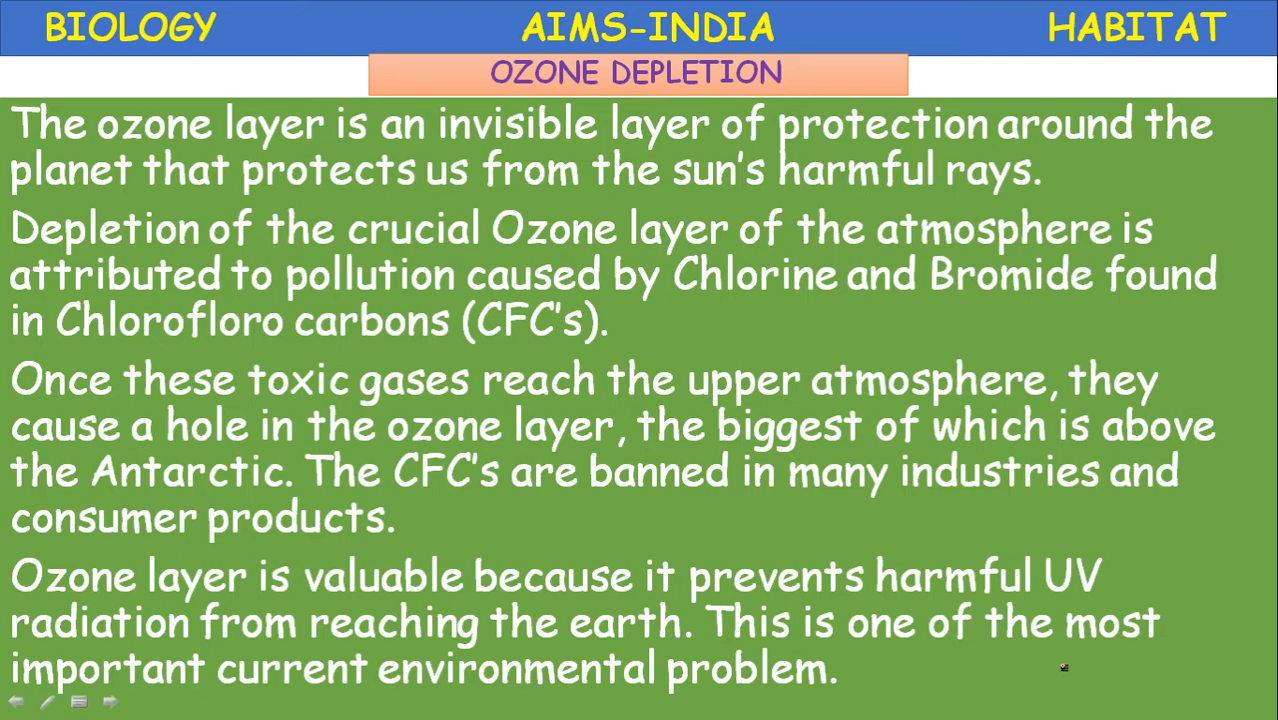 BIOLOGY AIMS-INDIA HABITAT
OZONE DEPLETION
The ozone layer is an invisible layer of protection around the
planet that protects us from the sun's harmful rays.
Depletion of the crucial Ozone layer of the atmosphere is
attributed to pollution caused by Chlorine and Bromide found
in Chlorofloro carbons (CFC's).
Once these toxic gases reach the upper atmosphere, they
cause a hole in the ozone layer, the biggest of which is above
the Antarctic. The CFC's are banned in many industries and
consumer products.
Ozone layer is valuable because it prevents harmful UV
radiation from reaching the earth. This is one of the most
important current environmental problem.